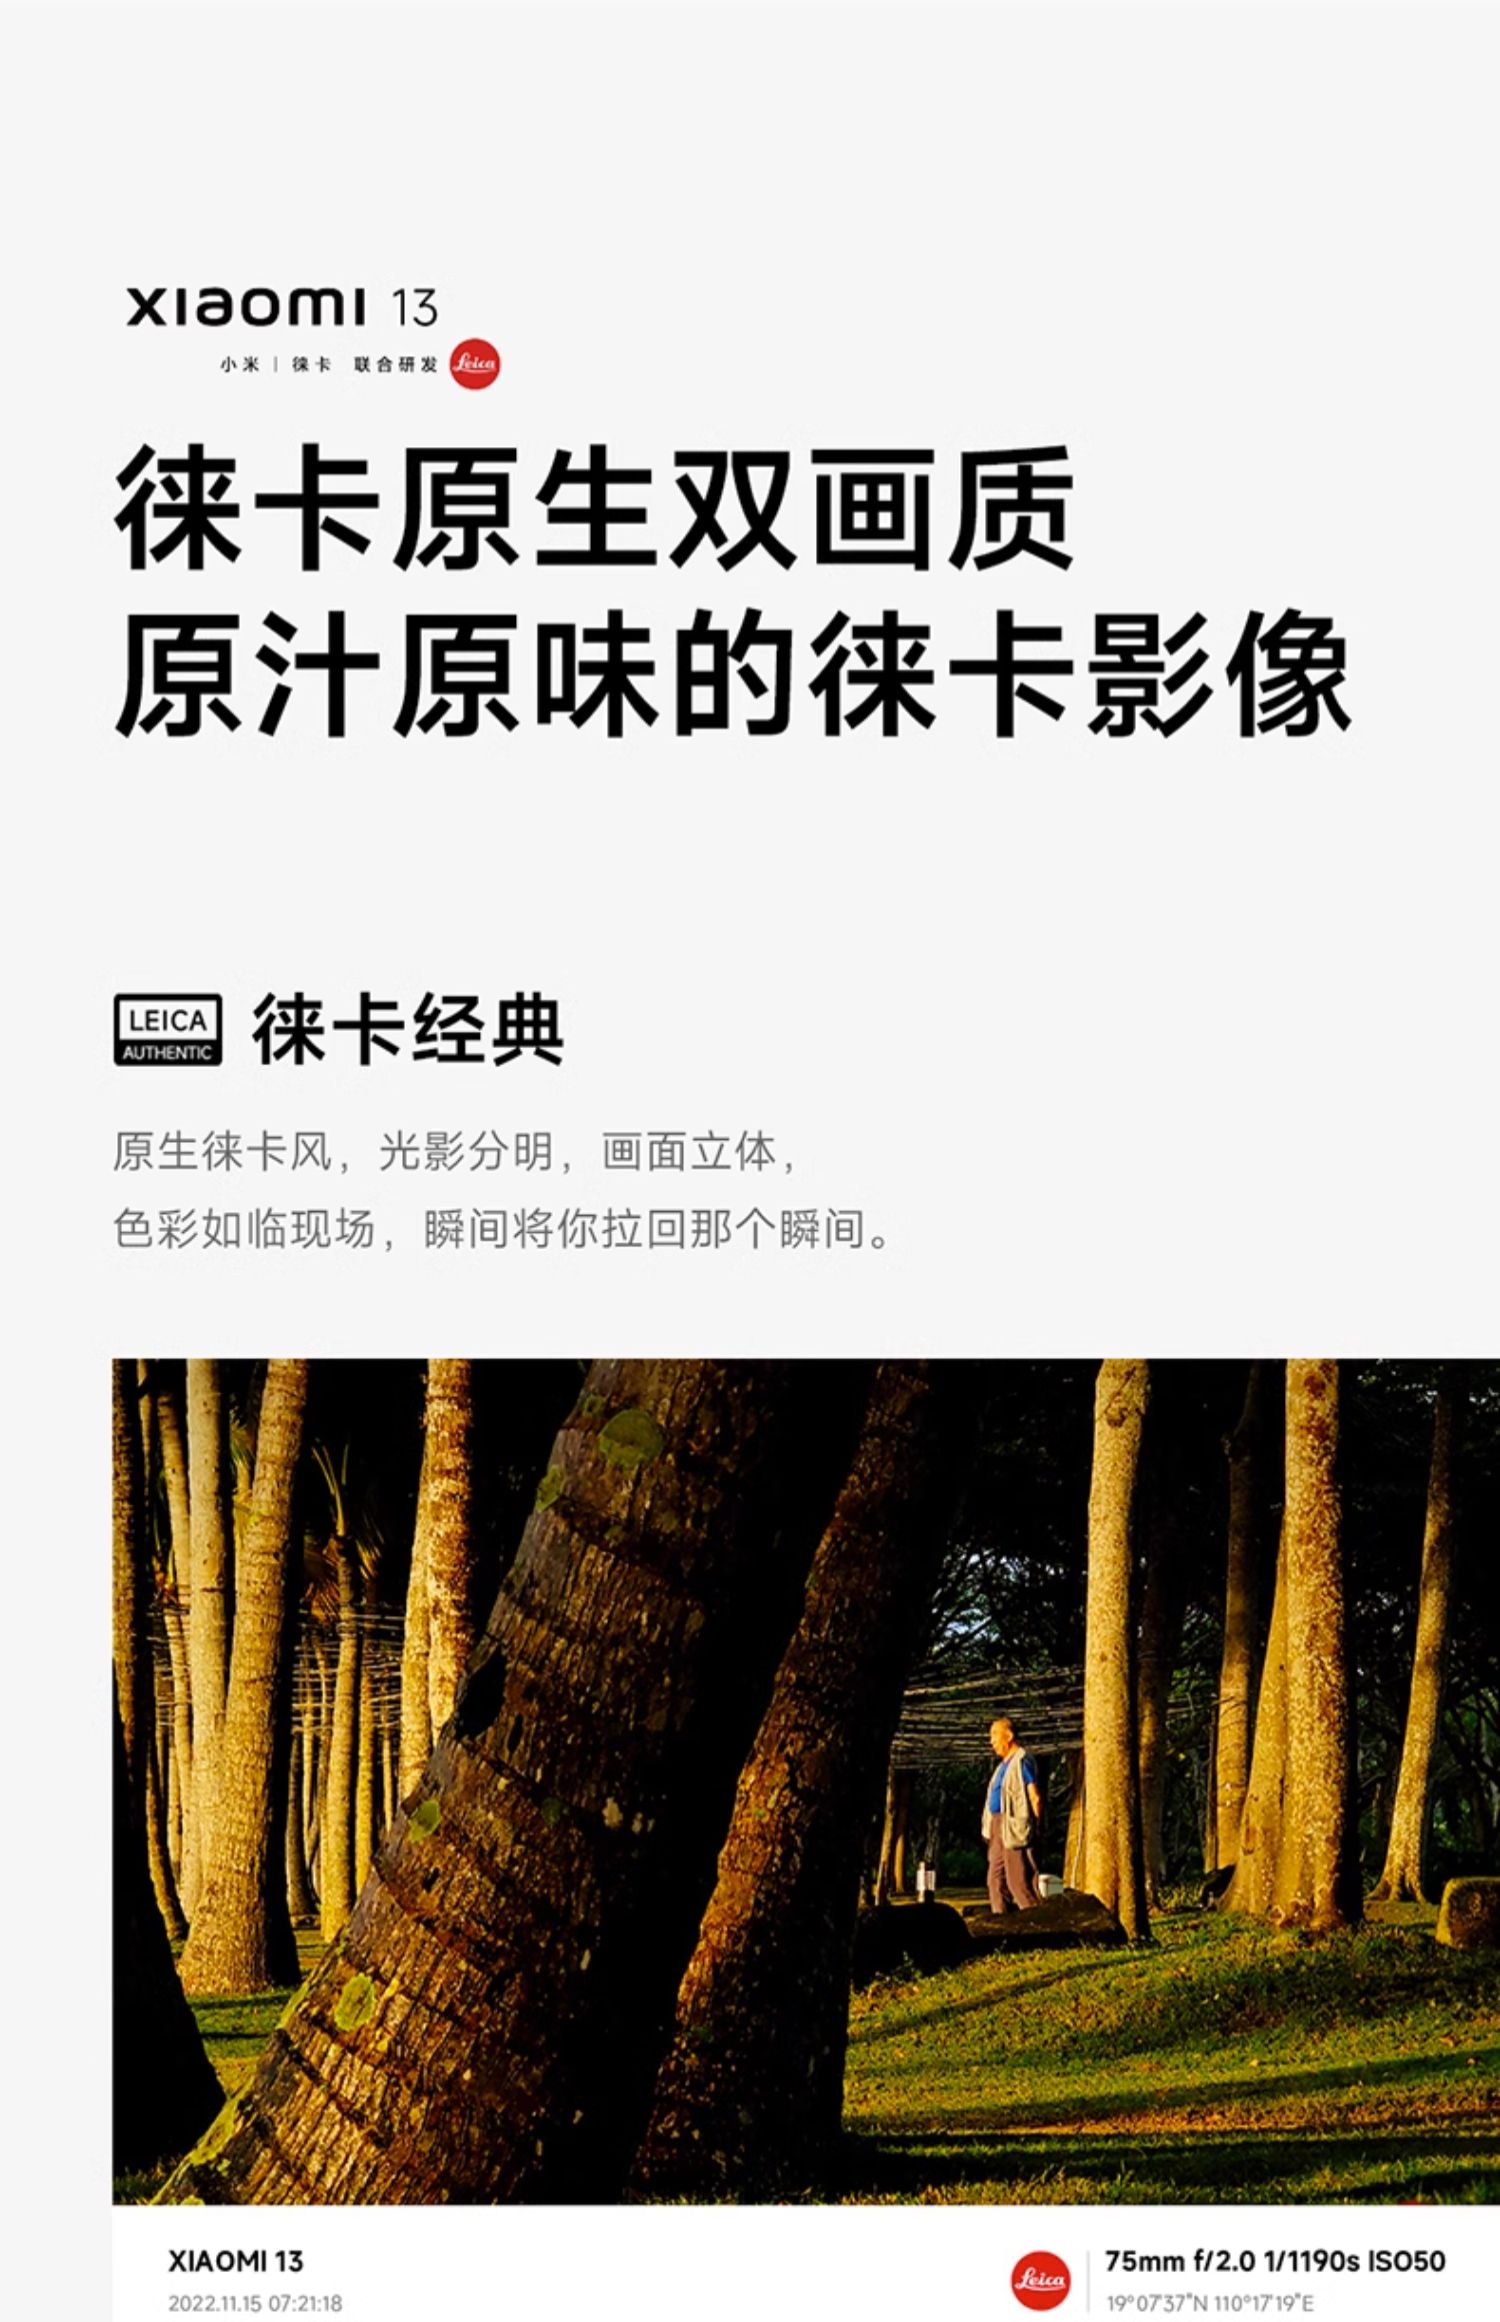 xiaomi 13
小米 | 徕卡 联合研发 Leica
徕卡原生双画质
原汁原味的徕卡影像
LEICA
AUTHENTIC
徕卡经典
原生徕卡风，光影分明，画面立体，
色彩如临现场，瞬间将你拉回那个瞬间。
XIAOMI 13
2022.11.15 07:21:18
Leica
75mm f/2.0 1/1190s ISO50
19°07'37"N 110°17'19"E